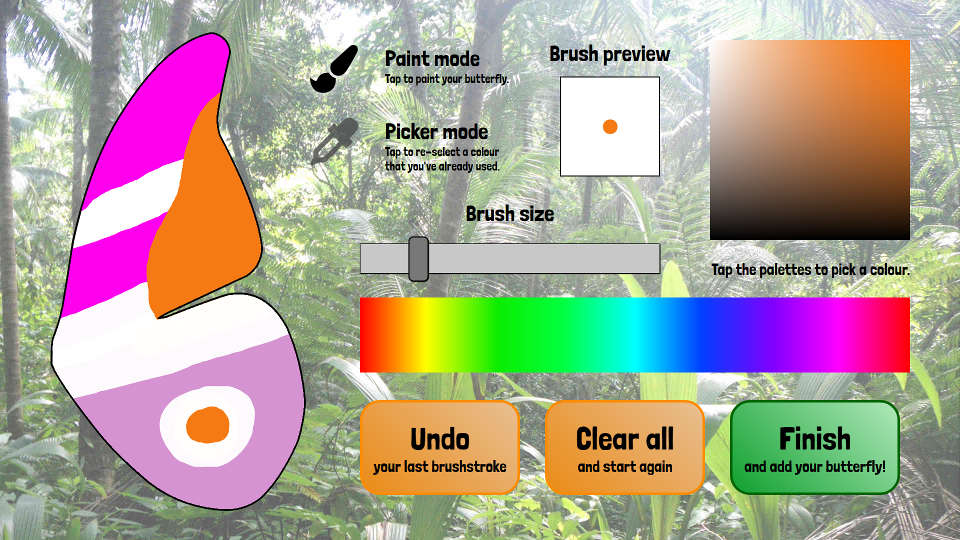 Paint mode
Tap to paint your butterfly.
Picker mode
Tap to re-select a colour
that you've already used.
Brush preview
Brush size
Tap the palettes to pick a colour.
Undo
your last brushstroke
Clear all
and start again
Finish
and add your butterfly!